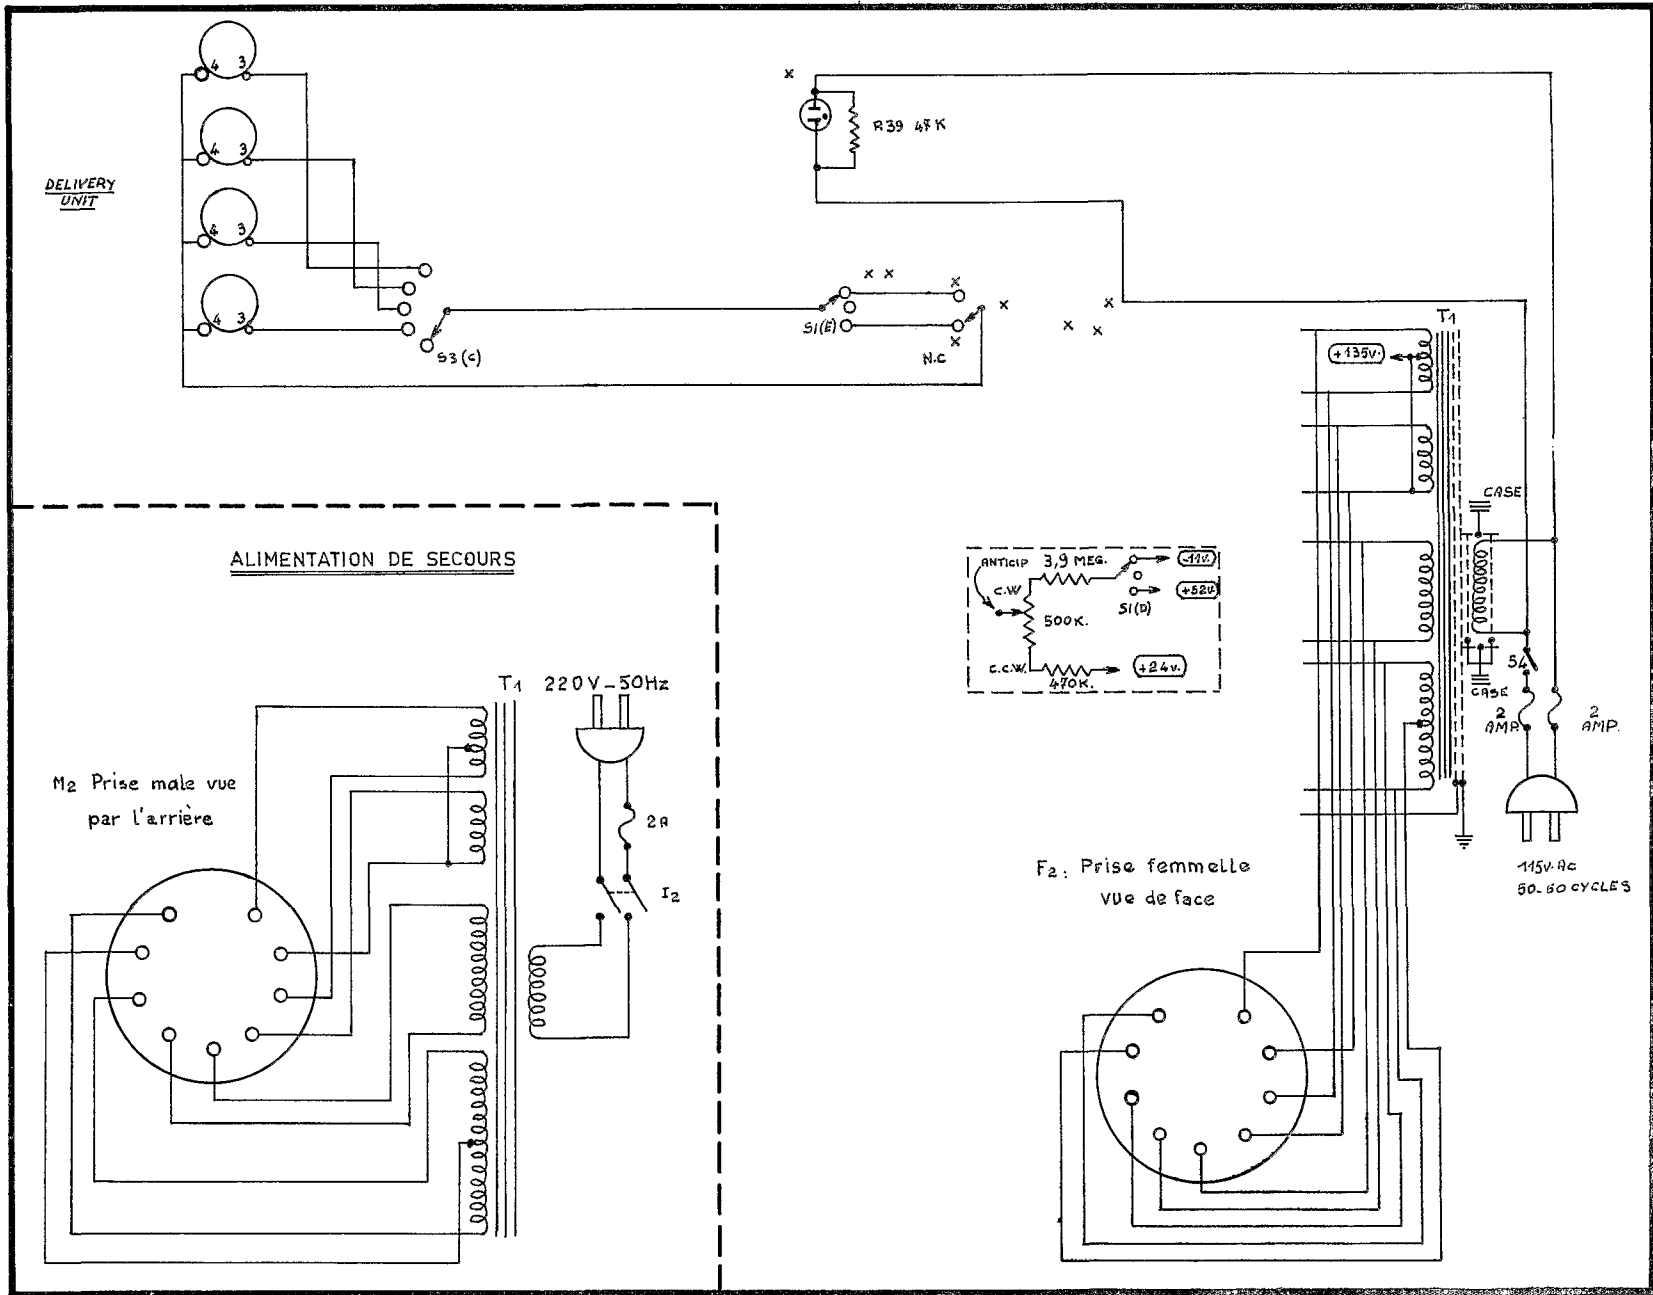 4 3
4 3
4 3
4 3
DELIVERY
UNIT
S3(C)
x
R39 47K
x x
x
x
x
S1(E)
x
N.C
x
x x
T1
+135v.
CASE
ALIMENTATION DE SECOURS
ANTICIP
3,9 MEG.
-11v.
C.W
+52v.
S1(D)
500K.
C.C.W.
470K.
+24v.
S4
CASE
2
AMP.
2
AMP.
T1
220V-50Hz
M2 Prise male vue
par l'arrière
2A
I2
F2: Prise femmelle
vue de face
115v.AC
50-60 CYCLES